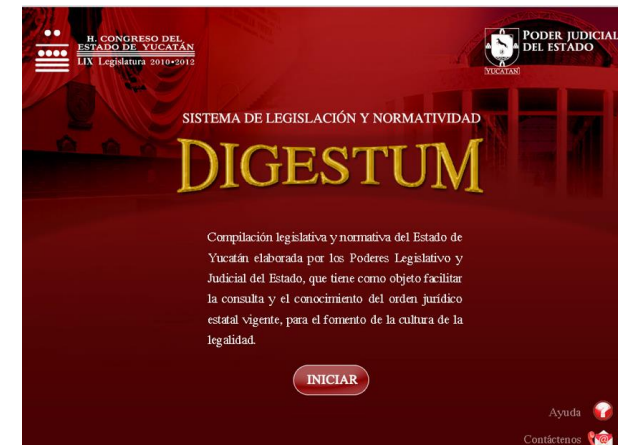 H. CONGRESO DEL
ESTADO DE YUCATÁN
LIX Legislatura 2010-2012
PODER JUDICIAL
DEL ESTADO
YUCATAN
SISTEMA DE LEGISLACIÓN Y NORMATIVIDAD
DIGESTUM
Compilación legislativa y normativa del Estado de
Yucatán elaborada por los Poderes Legislativo y
Judicial del Estado, que tiene como objeto facilitar
la consulta y el conocimiento del orden jurídico
estatal vigente, para el fomento de la cultura de la
legalidad.
INICIAR
Ayuda
Contáctenos